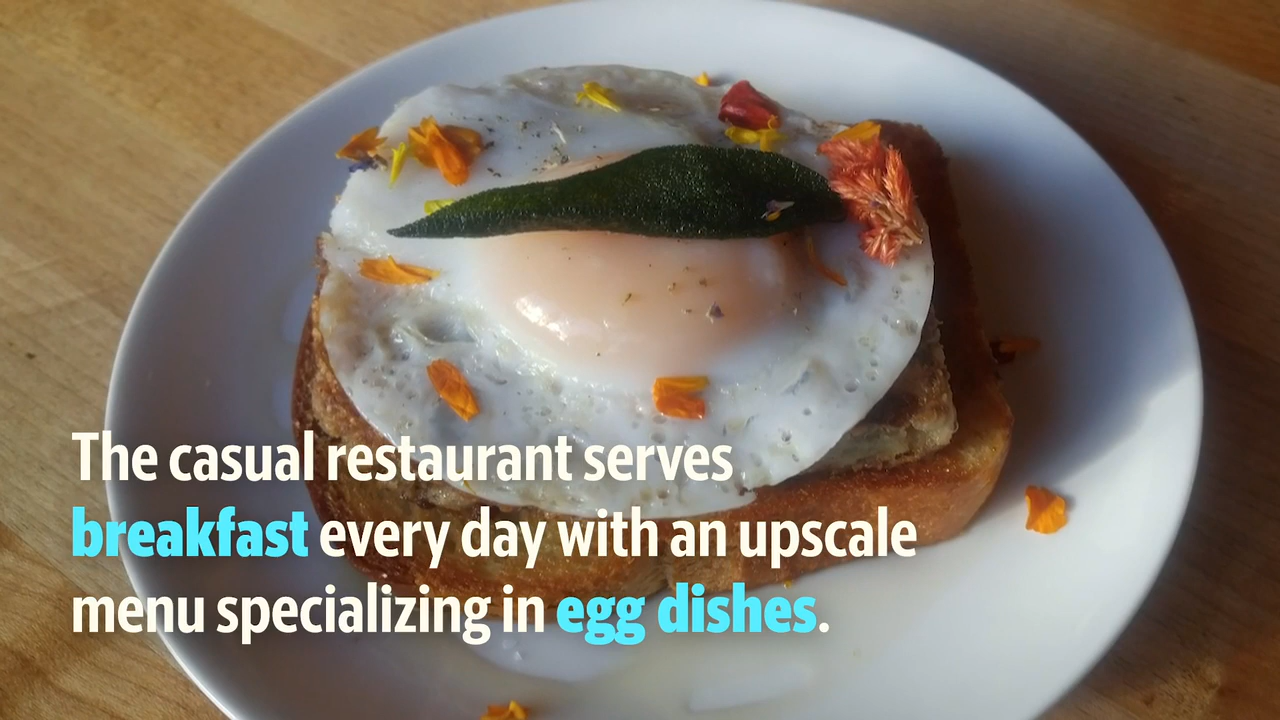 The casual restaurant serves
breakfast every day with an upscale
menu specializing in egg dishes.